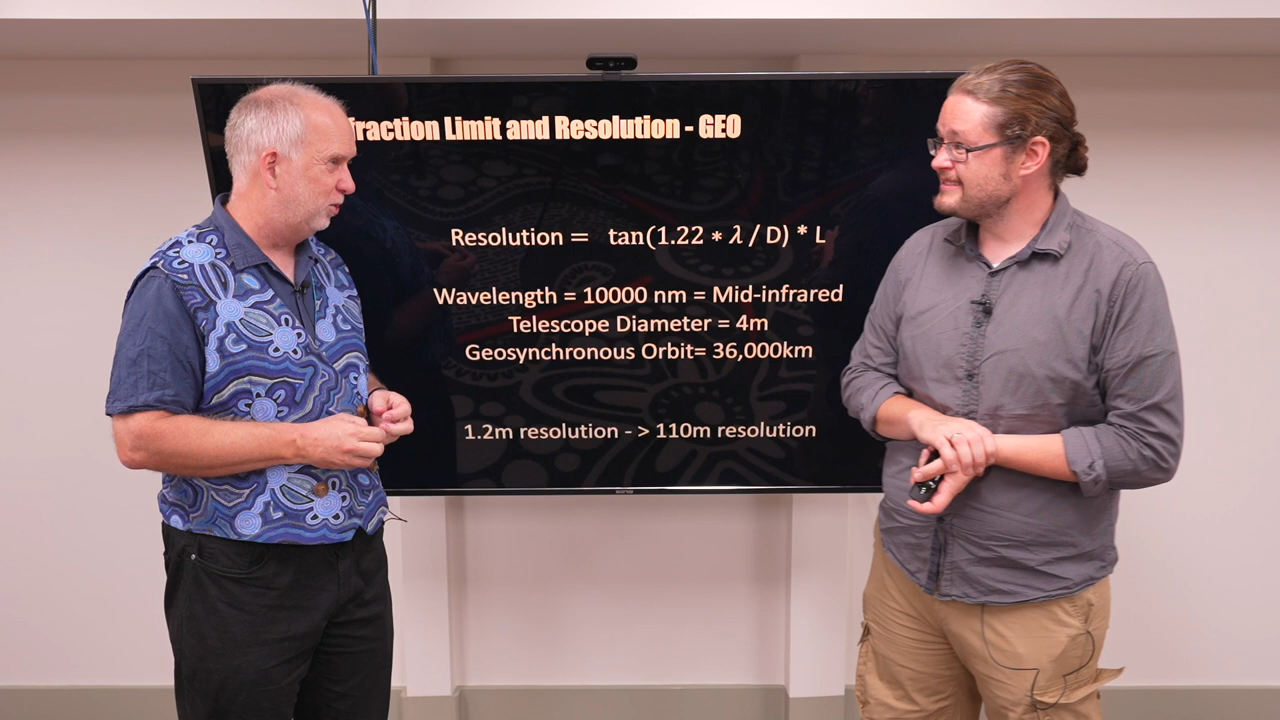 fraction Limit and Resolution - GEO
Resolution = tan(1.22 * λ / D) * L
Wavelength = 10000 nm = Mid-infrared
Telescope Diameter = 4m
Geosynchronous Orbit= 36,000km
1.2m resolution - > 110m resolution